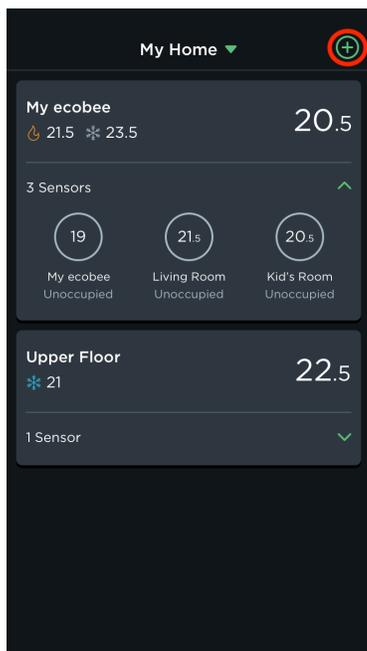 My Home
My ecobee
21.5 23.5
20.5
3 Sensors
19 21.5 20.5
My ecobee Living Room Kid's Room
Unoccupied Unoccupied Unoccupied
Upper Floor
21
22.5
1 Sensor